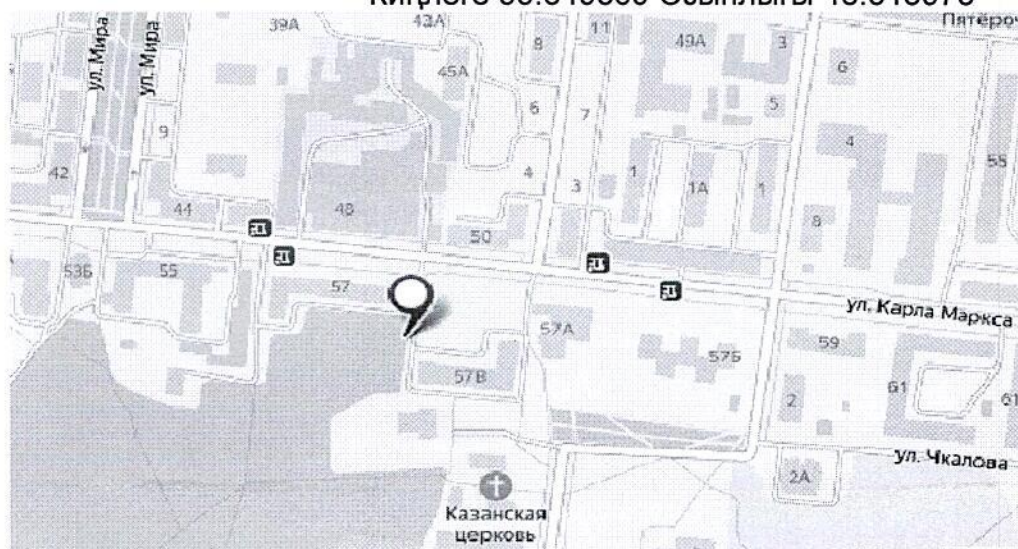 ул. Мира
ул. Мира
39А
43А
45А
8
11
49А
3
Пятёроч
6
5
9
6
7
4
42
4
3
1
1А
1
55
44
48
50
8
53Б
55
57
ул. Карла Маркса
57А
57Б
59
57В
61
61
2
ул. Чкалова
2А
Казанская
церковь